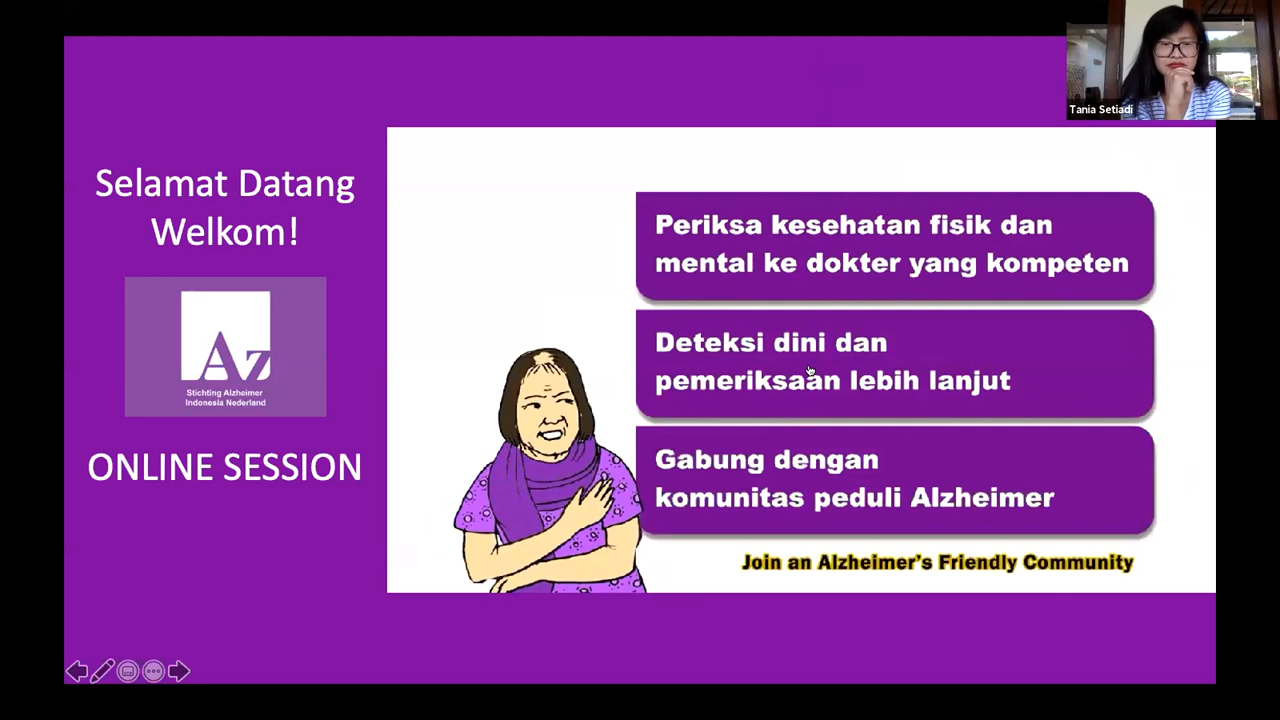 Tania Setiadi
Selamat Datang
Welkom!
Az
Stichting Alzheimer
Indonesia Nederland
ONLINE SESSION
Periksa kesehatan fisik dan
mental ke dokter yang kompeten
Deteksi dini dan
pemeriksaan lebih lanjut
Gabung dengan
komunitas peduli Alzheimer
Join an Alzheimer's Friendly Community